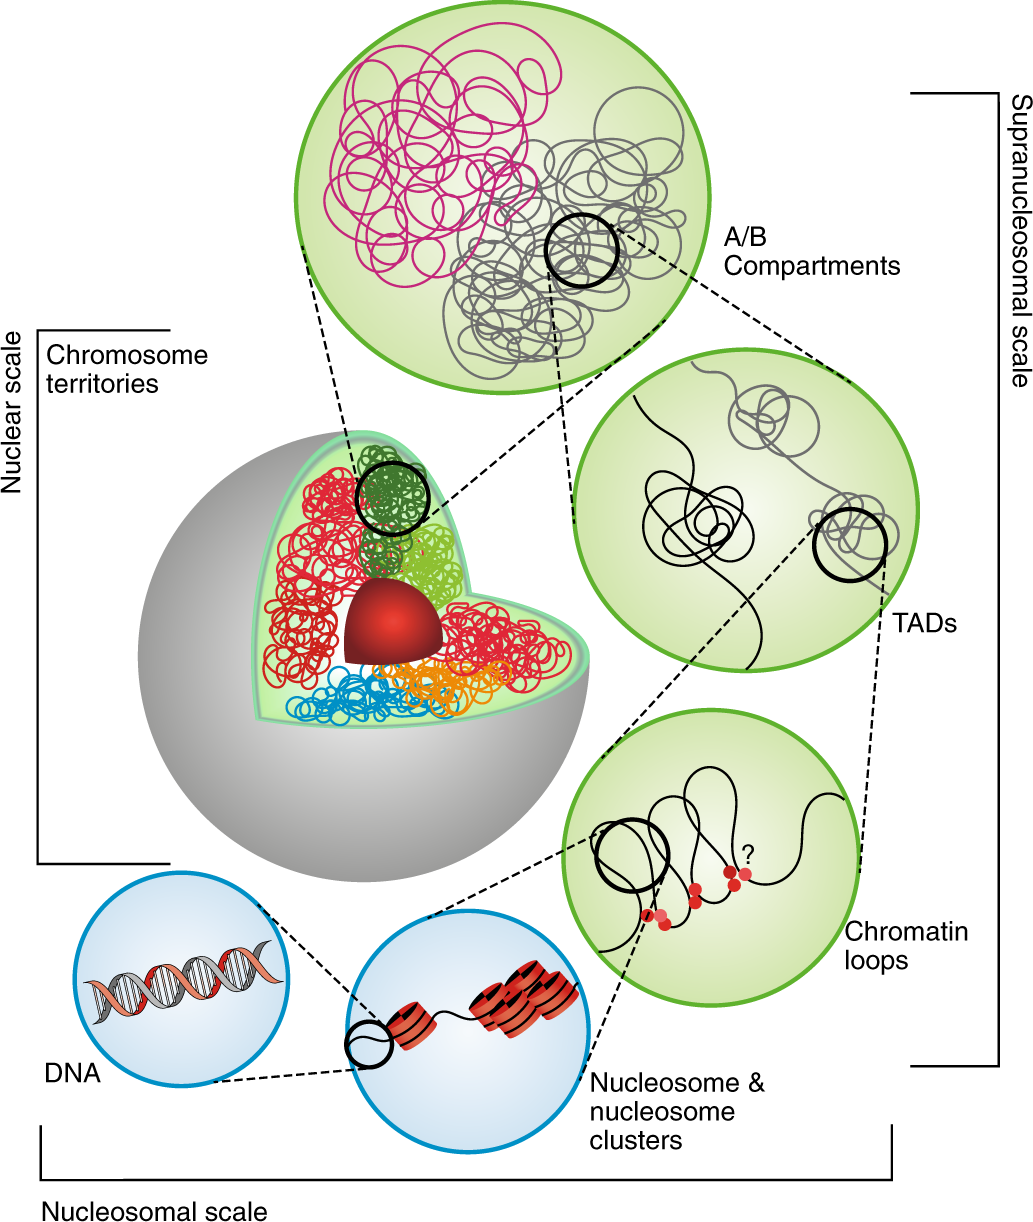 A/B
Compartments
Supranucleosomal scale
Nuclear scale
Chromosome
territories
TADs
?
Chromatin
loops
DNA
Nucleosome &
nucleosome
clusters
Nucleosomal scale